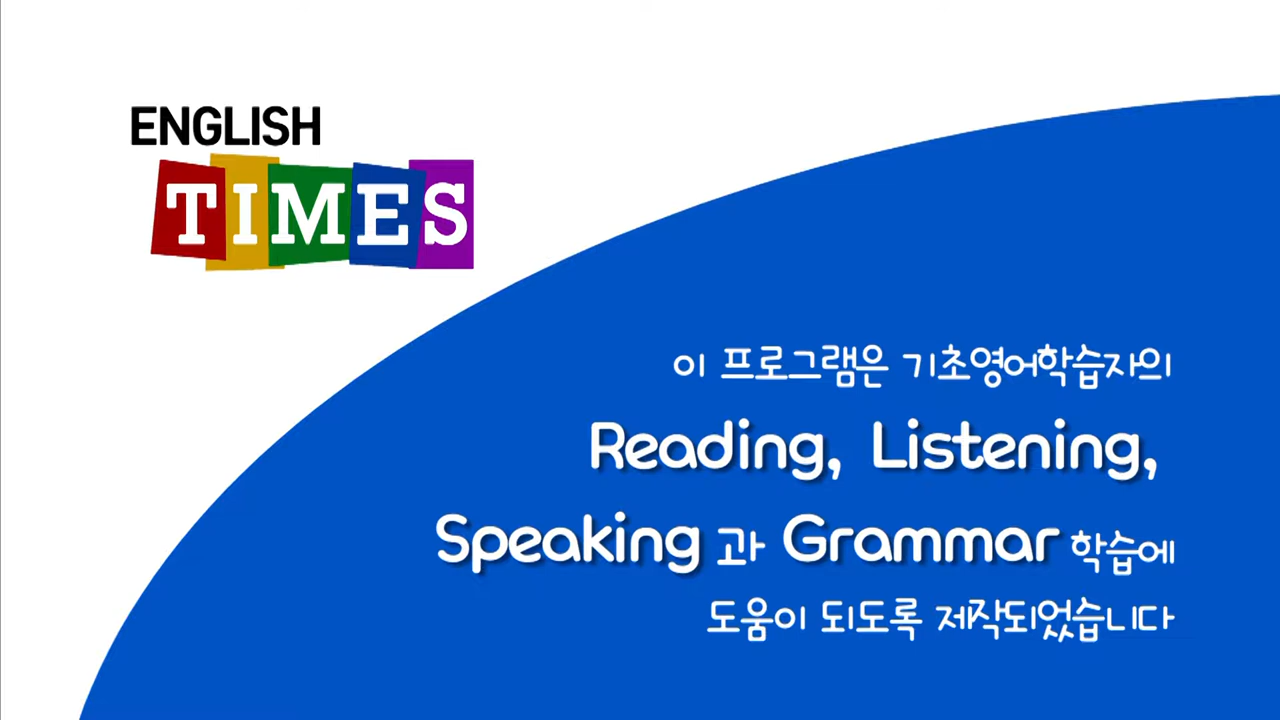 ENGLISH
TIMES
이 프로그램은 기초영어학습자의
Reading, Listening,
Speaking 과 Grammar 학습에
도움이 되도록 제작되었습니다